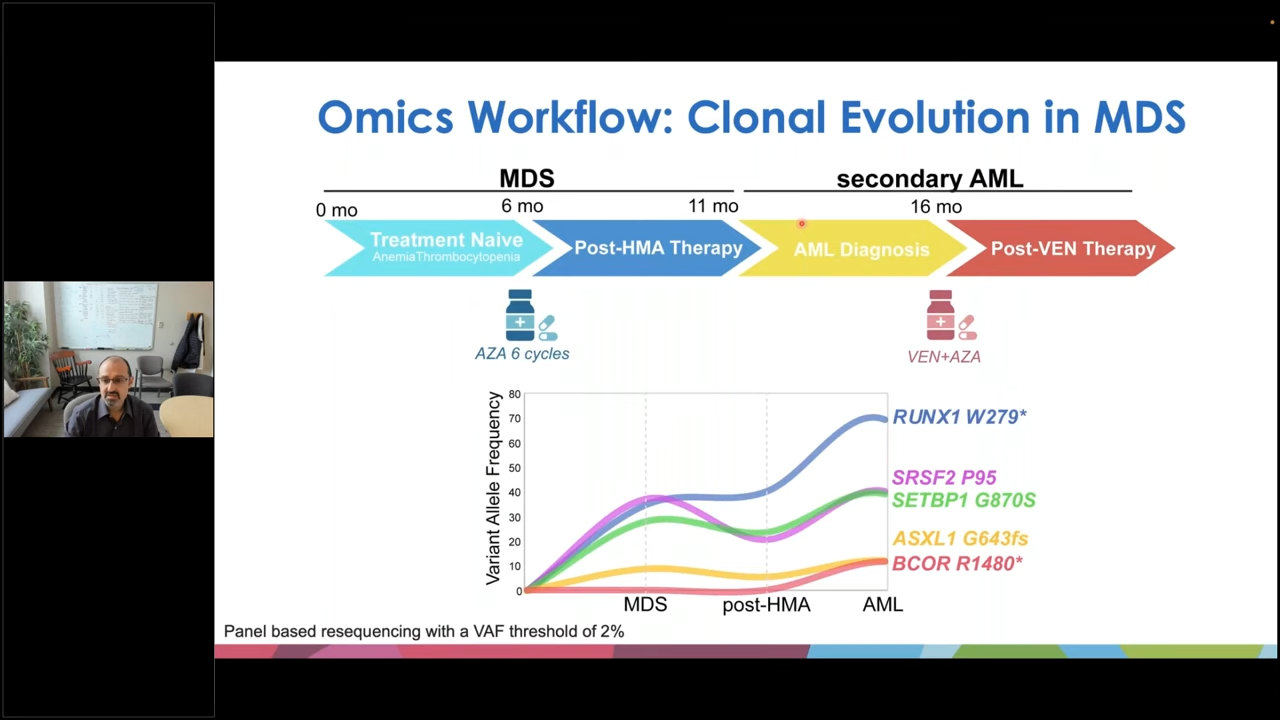 Omics Workflow: Clonal Evolution in MDS
MDS
secondary AML
0 mo
6 mo
11 mo
16 mo
Treatment Naive
AnemiaThrombocytopenia
Post-HMA Therapy
AML Diagnosis
Post-VEN Therapy
AZA 6 cycles
VEN+AZA
Variant Allele Frequency
80
70
60
50
40
30
20
10
0
MDS
post-HMA
AML
RUNX1 W279*
SRSF2 P95
SETBP1 G870S
ASXL1 G643fs
BCOR R1480*
Panel based resequencing with a VAF threshold of 2%